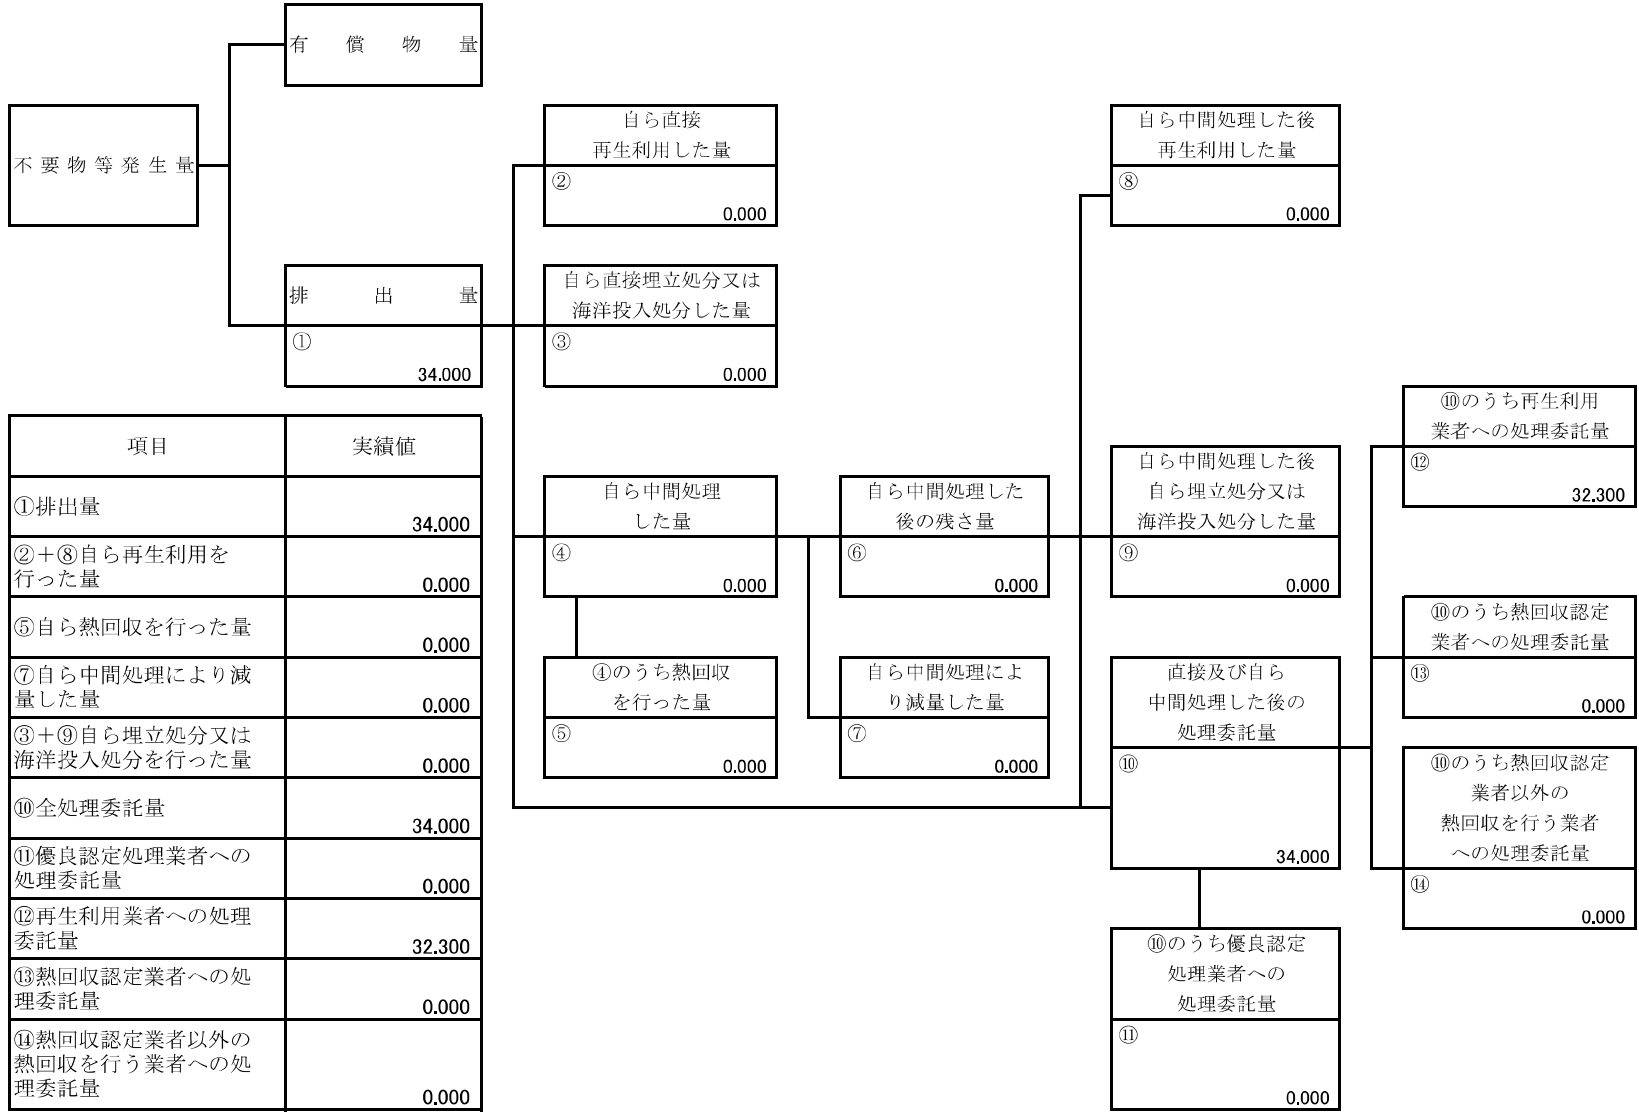 有償物量
不要物等発生量
排出量
①
34.000
自ら直接
再生利用した量
②
0.000
自ら直接埋立処分又は
海洋投入処分した量
③
0.000
自ら中間処理
した量
④
0.000
④のうち熱回収
を行った量
⑤
0.000
自ら中間処理した
後の残さ量
⑥
0.000
自ら中間処理によ
り減量した量
⑦
0.000
自ら中間処理した後
再生利用した量
⑧
0.000
自ら中間処理した後
自ら埋立処分又は
海洋投入処分した量
⑨
0.000
直接及び自ら
中間処理した後の
処理委託量
⑩
34.000
⑩のうち優良認定
処理業者への
処理委託量
⑪
0.000
⑩のうち再生利用
業者への処理委託量
⑫
32.300
⑩のうち熱回収認定
業者への処理委託量
⑬
0.000
⑩のうち熱回収認定
業者以外の
熱回収を行う業者
への処理委託量
⑭
0.000
項目 実績値
①排出量
34.000
②+⑧自ら再生利用を
行った量
0.000
⑤自ら熱回収を行った量
0.000
⑦自ら中間処理により減
量した量
0.000
③+⑨自ら埋立処分又は
海洋投入処分を行った量
0.000
⑩全処理委託量
34.000
⑪優良認定処理業者への
処理委託量
0.000
⑫再生利用業者への処理
委託量
32.300
⑬熱回収認定業者への処
理委託量
0.000
⑭熱回収認定業者以外の
熱回収を行う業者への処
理委託量
0.000